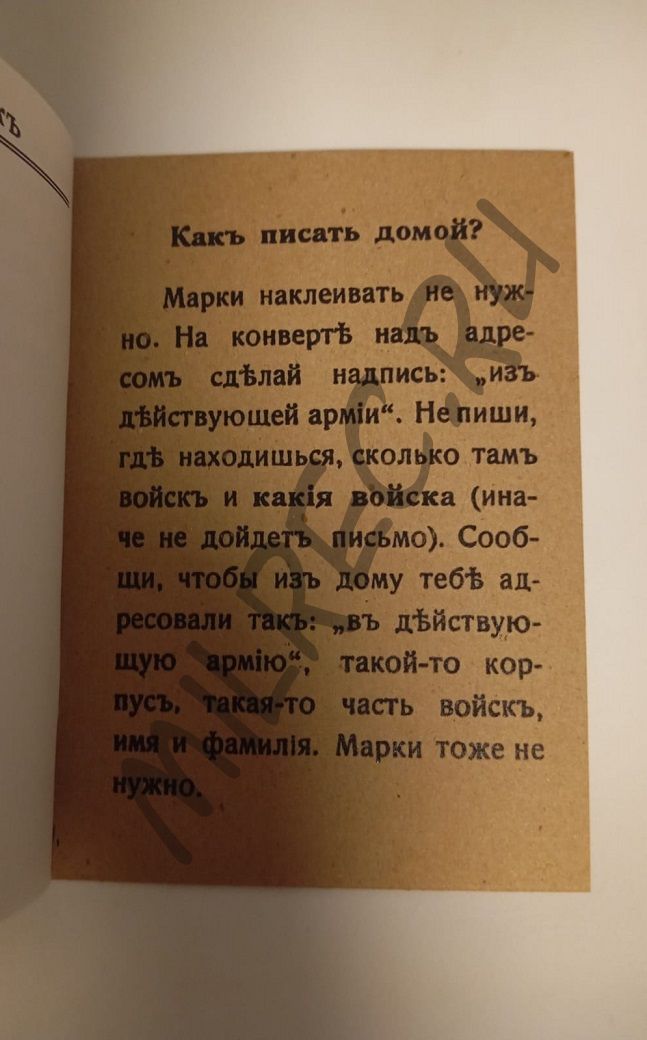 къ
Какъ писать домой?
Марки наклеивать не нуж-
но. На конвертѣ надъ адре-
сомъ сдѣлай надпись: „изъ
дѣйствующей арміи“. Не пиши,
гдѣ находишься, сколько тамъ
войскъ и какія войска (ина-
че не дойдетъ письмо). Сооб-
щи, чтобы изъ дому тебѣ ад-
ресовали такъ: „въ дѣйствую-
щую армію“, такой-то кор-
пусъ, такая-то часть войскъ,
имя и фамилія. Марки тоже не
нужно.
MILREC.RU